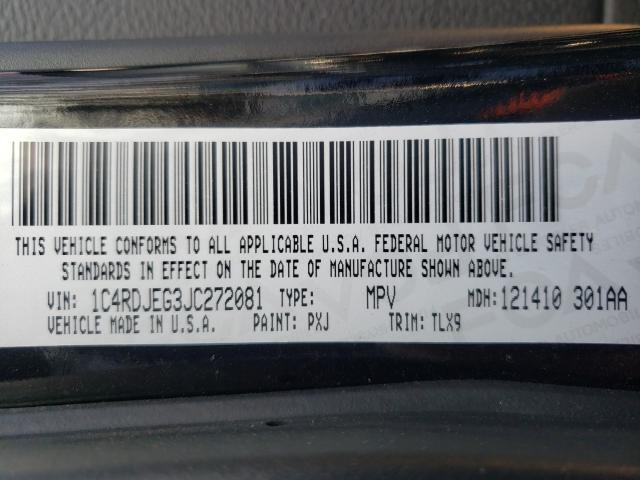 THIS VEHICLE CONFORMS TO ALL APPLICABLE U.S.A. FEDERAL MOTOR VEHICLE SAFETY
STANDARDS IN EFFECT ON THE DATE OF MANUFACTURE SHOWN ABOVE.
VIN: 1C4RDJEG3JC272081 TYPE: MPV MDH: 121410 301AA
VEHICLE MADE IN U.S.A. PAINT: PXJ TRIM: TLX9